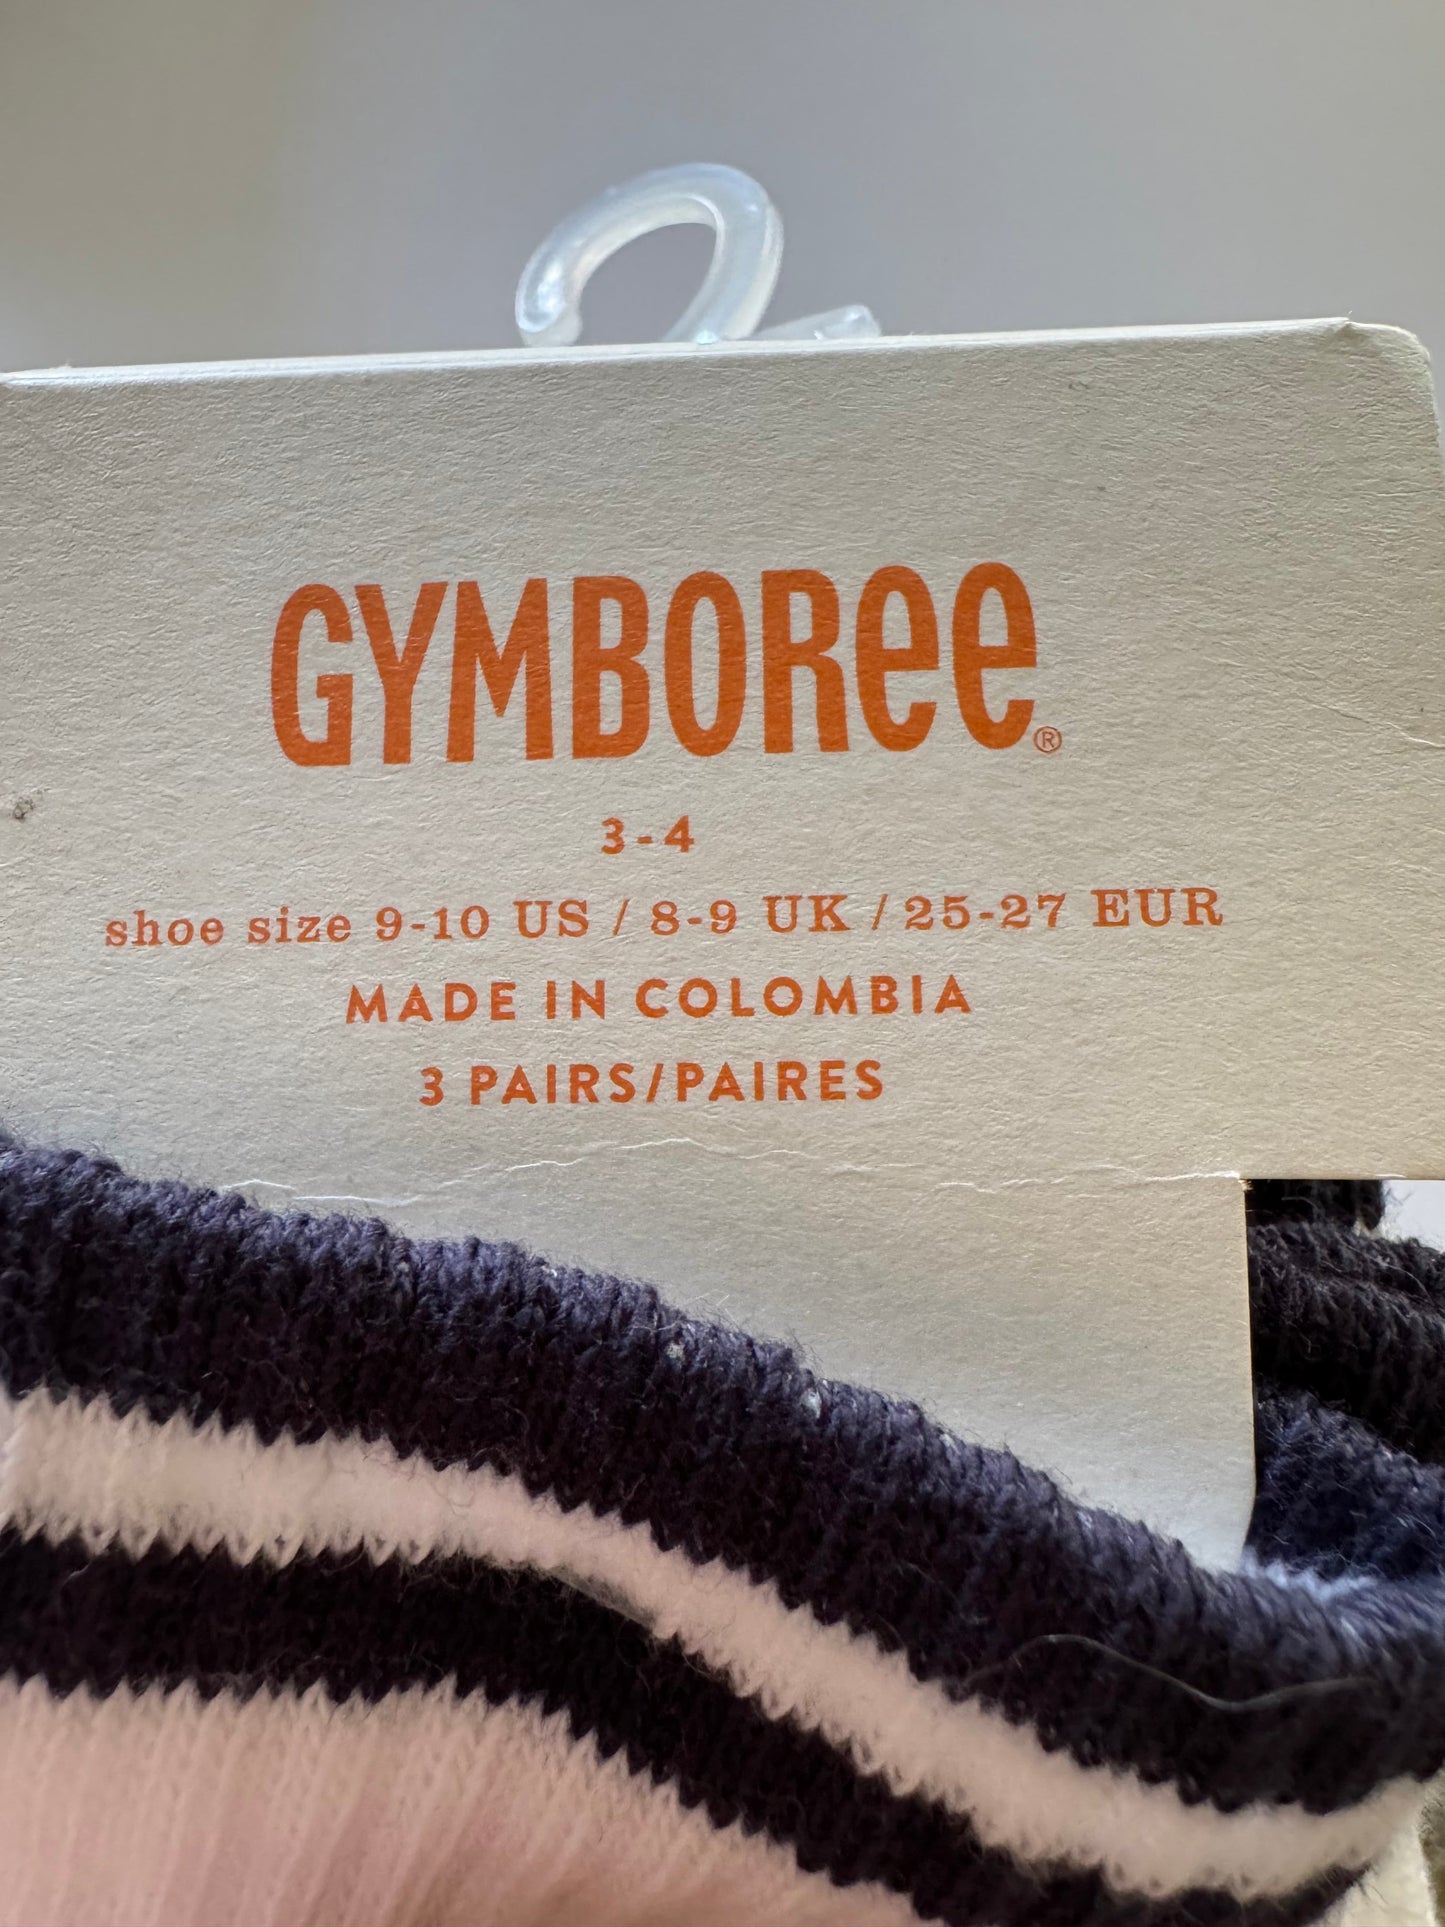 GYMBOREE®
3-4
shoe size 9-10 US / 8-9 UK / 25-27 EUR
MADE IN COLOMBIA
3 PAIRS/PAIRES